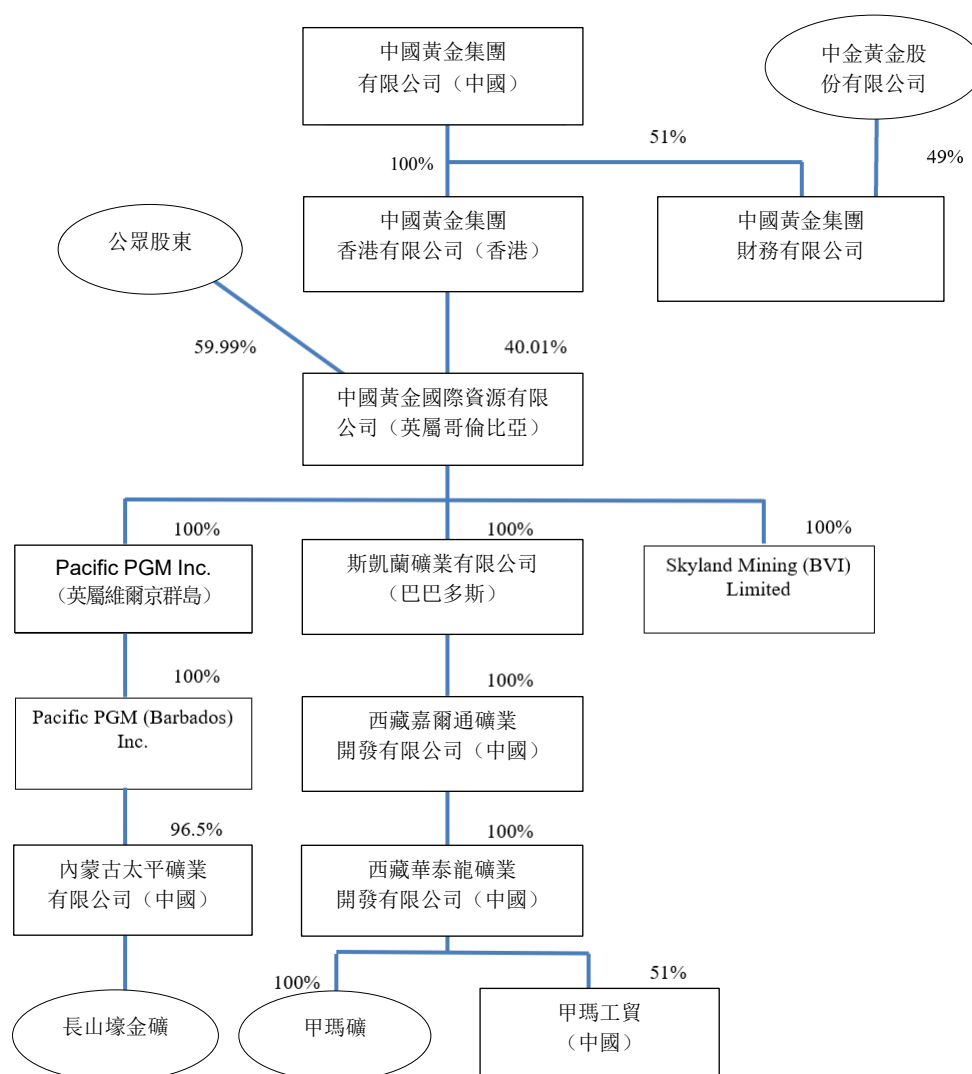 中國黃金集團
有限公司（中國）
中金黃金股
份有限公司
51%
100%
49%
中國黃金集團
香港有限公司（香港）
中國黃金集團
財務有限公司
公眾股東
59.99%
40.01%
中國黃金國際資源有限
公司（英屬哥倫比亞）
100%
100%
100%
Pacific PGM Inc.
（英屬維爾京群島）
斯凱蘭礦業有限公司
（巴巴多斯）
Skyland Mining (BVI)
Limited
100%
100%
Pacific PGM (Barbados)
Inc.
西藏嘉爾通礦業
開發有限公司（中國）
96.5%
100%
內蒙古太平礦業
有限公司（中國）
西藏華泰龍礦業
開發有限公司（中國）
100%
51%
長山壕金礦
甲瑪礦
甲瑪工貿
（中國）